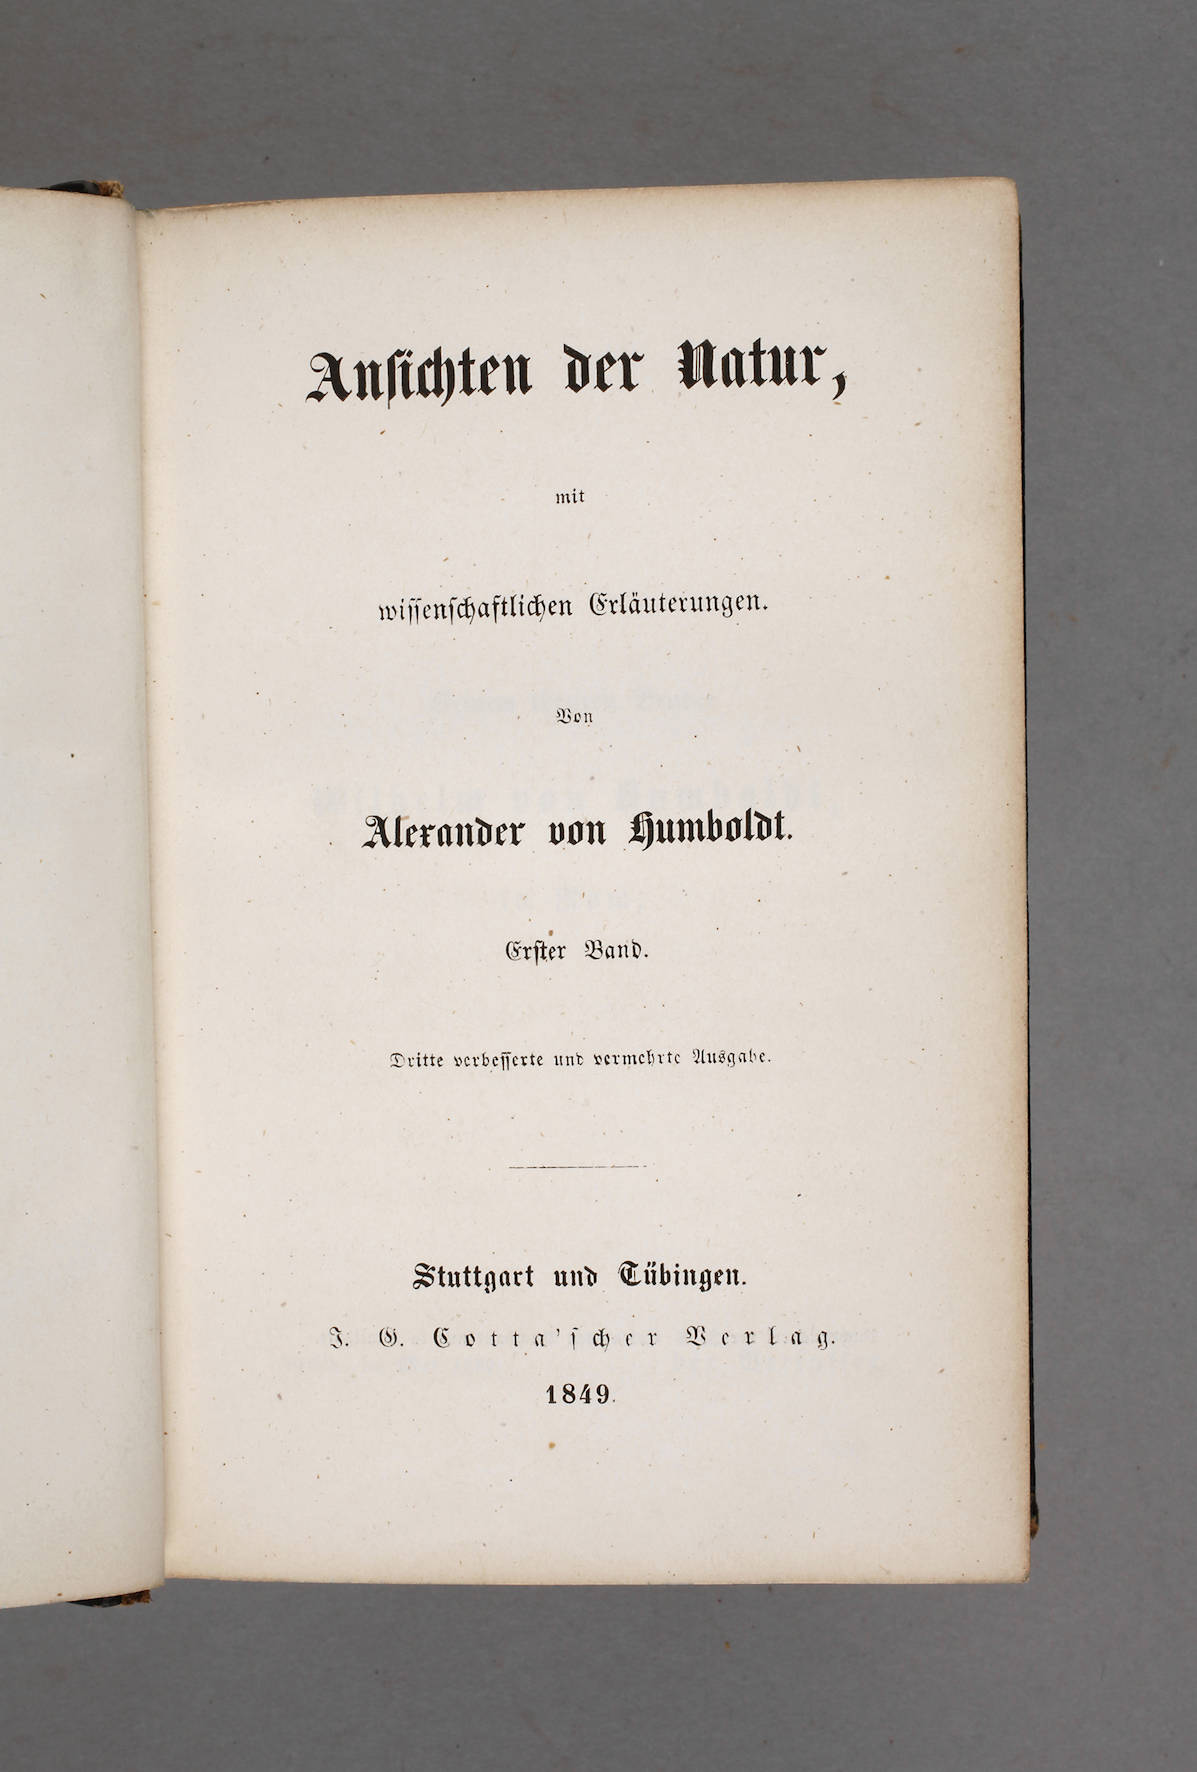 Anſichten der Natur,
mit
wiſſenſchaftlichen Erläuterungen.
Von
Alexander von Humboldt.
Erſter Band.
Dritte verbeſſerte und vermehrte Ausgabe.
Stuttgart und Tübingen.
J. G. Cotta'ſcher Verlag.
1849.